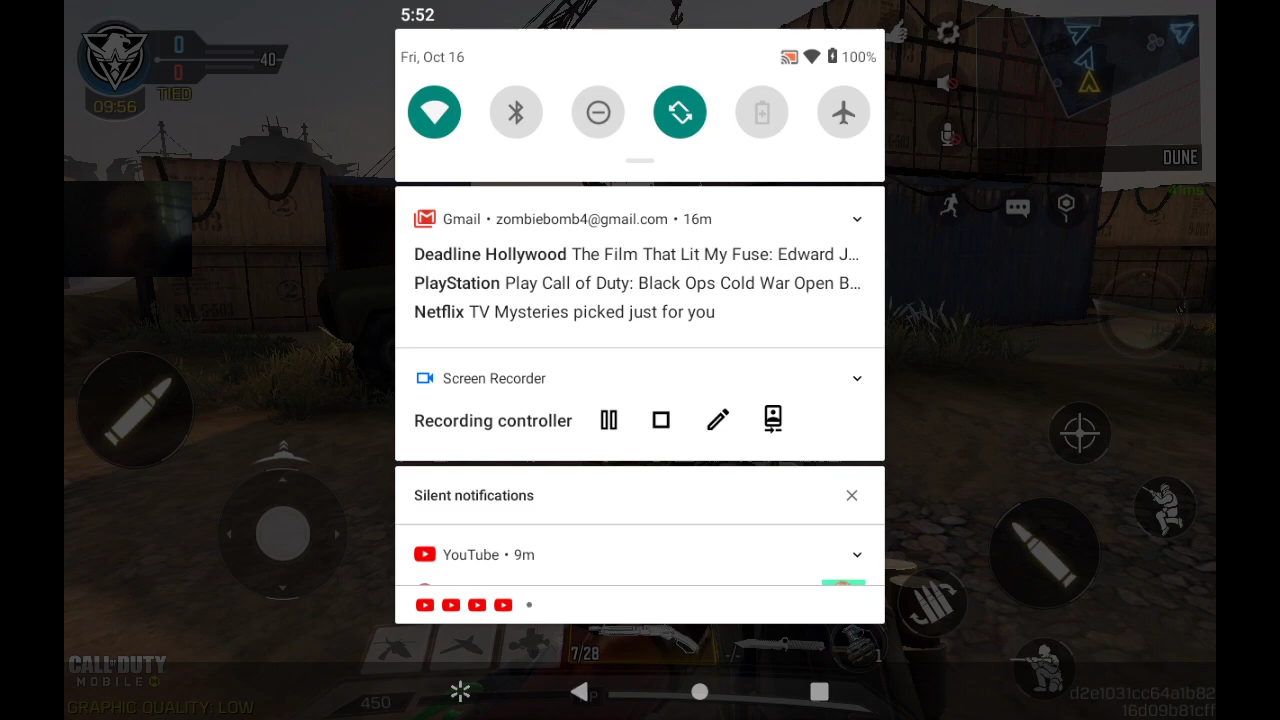 5:52
Fri, Oct 16
100%
Gmail • zombiebomb4@gmail.com • 16m
Deadline Hollywood The Film That Lit My Fuse: Edward J…
PlayStation Play Call of Duty: Black Ops Cold War Open B…
Netflix TV Mysteries picked just for you
Screen Recorder
Recording controller
Silent notifications
YouTube • 9m
0
0
40
09:56
TIED
DUNE
41ms
7/28
-/-
1
450
CALL OF DUTY
MOBILE
GRAPHIC QUALITY: LOW
d2e1031cc64a1b82
16d09b81cff